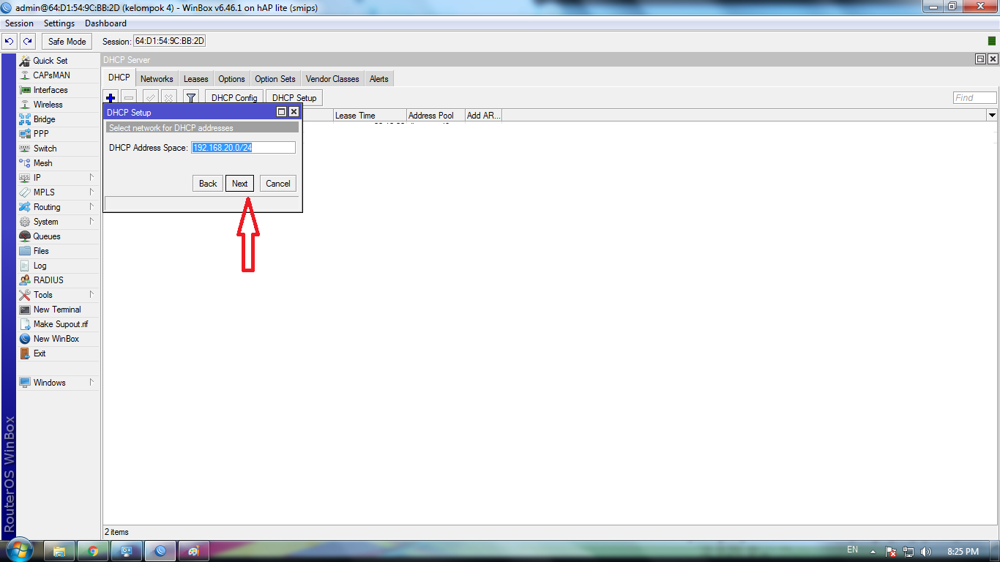 admin@64:D1:54:9C:BB:2D (kelompok 4) - WinBox v6.46.1 on hAP lite (smips)
Session Settings Dashboard
Safe Mode Session: 64:D1:54:9C:BB:2D
Quick Set
CAPsMAN
Interfaces
Wireless
Bridge
PPP
Switch
Mesh
IP
MPLS
Routing
System
Queues
Files
Log
RADIUS
Tools
New Terminal
Make Supout.rif
New WinBox
Exit
Windows
RouterOS WinBox
DHCP Server
DHCP Networks Leases Options Option Sets Vendor Classes Alerts
DHCP Config DHCP Setup Find
Lease Time Address Pool Add AR...
DHCP Setup
Select network for DHCP addresses
DHCP Address Space: 192.168.20.0/24
Back Next Cancel
2 items
EN 8:25 PM